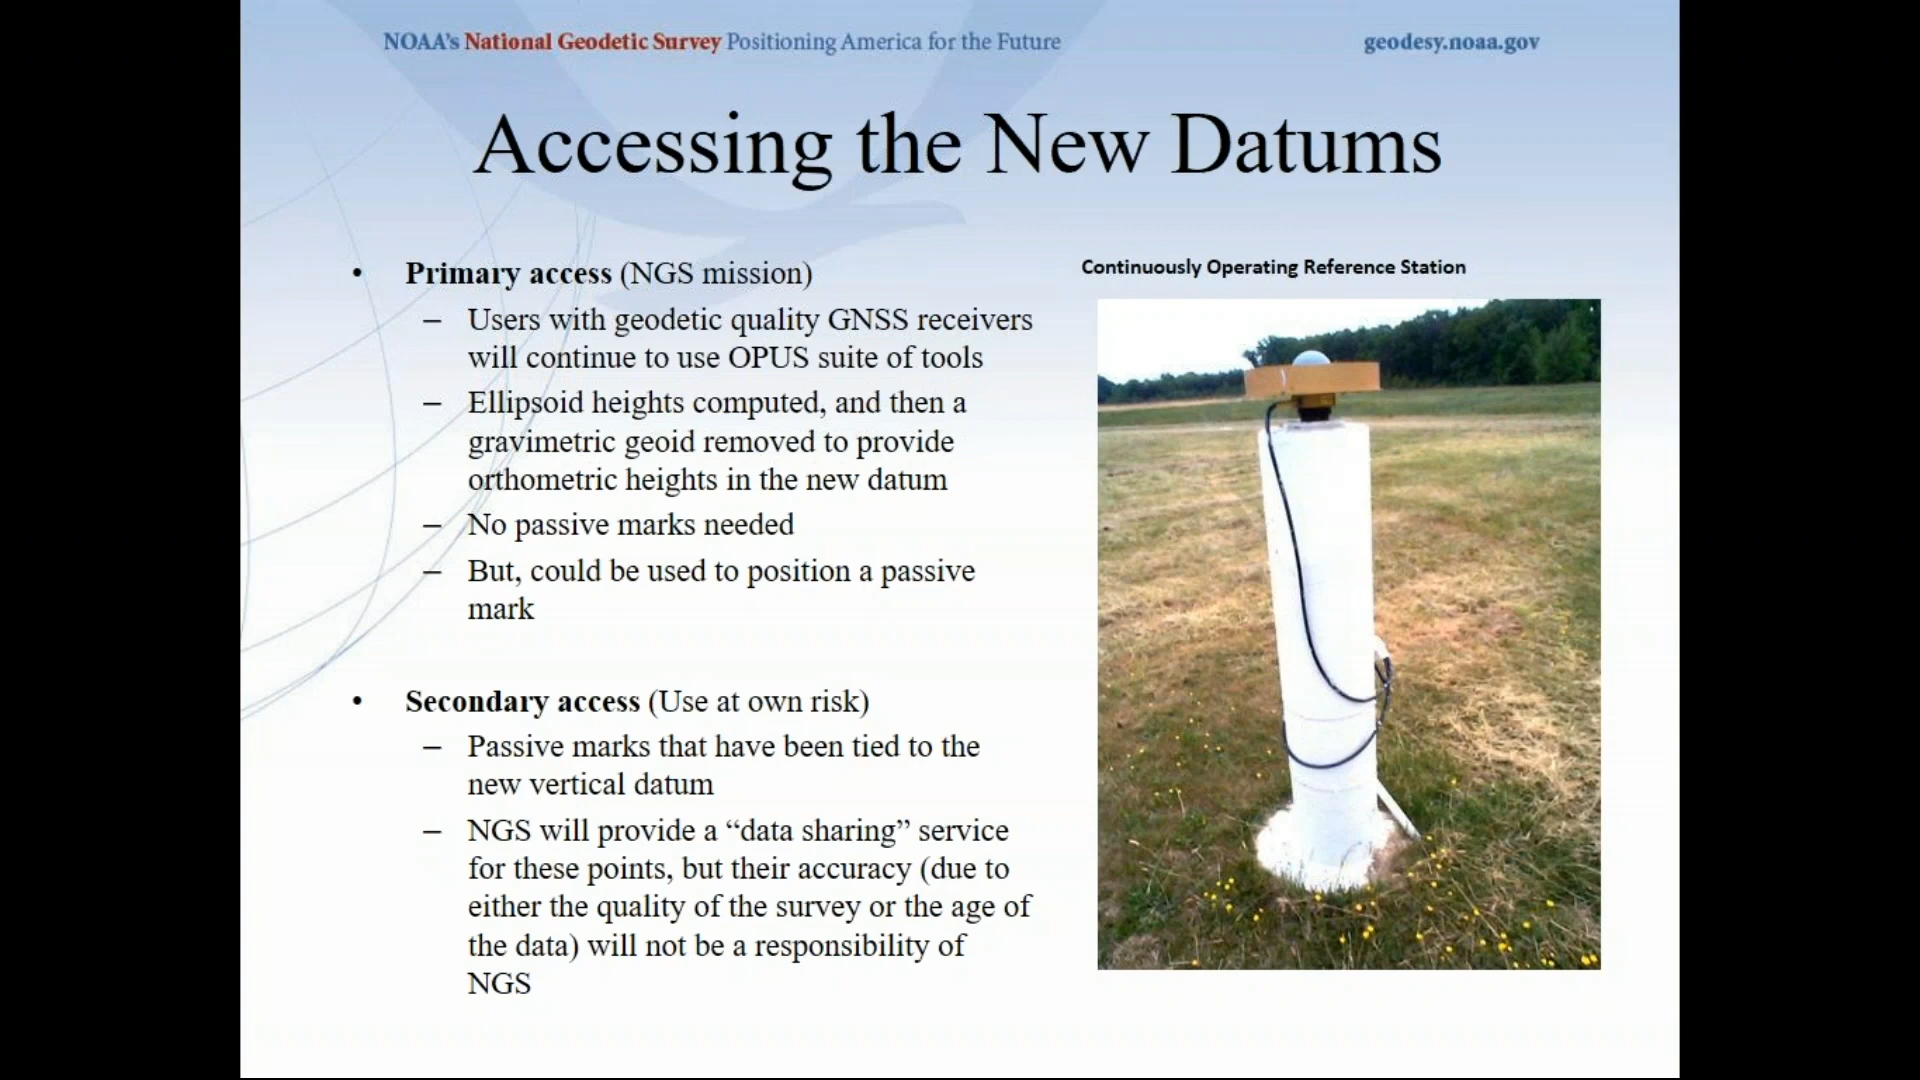 NOAA's National Geodetic Survey Positioning America for the Future
geodesy.noaa.gov
Accessing the New Datums
• Primary access (NGS mission)
– Users with geodetic quality GNSS receivers
will continue to use OPUS suite of tools
– Ellipsoid heights computed, and then a
gravimetric geoid removed to provide
orthometric heights in the new datum
– No passive marks needed
– But, could be used to position a passive
mark
• Secondary access (Use at own risk)
– Passive marks that have been tied to the
new vertical datum
– NGS will provide a “data sharing” service
for these points, but their accuracy (due to
either the quality of the survey or the age of
the data) will not be a responsibility of
NGS
Continuously Operating Reference Station